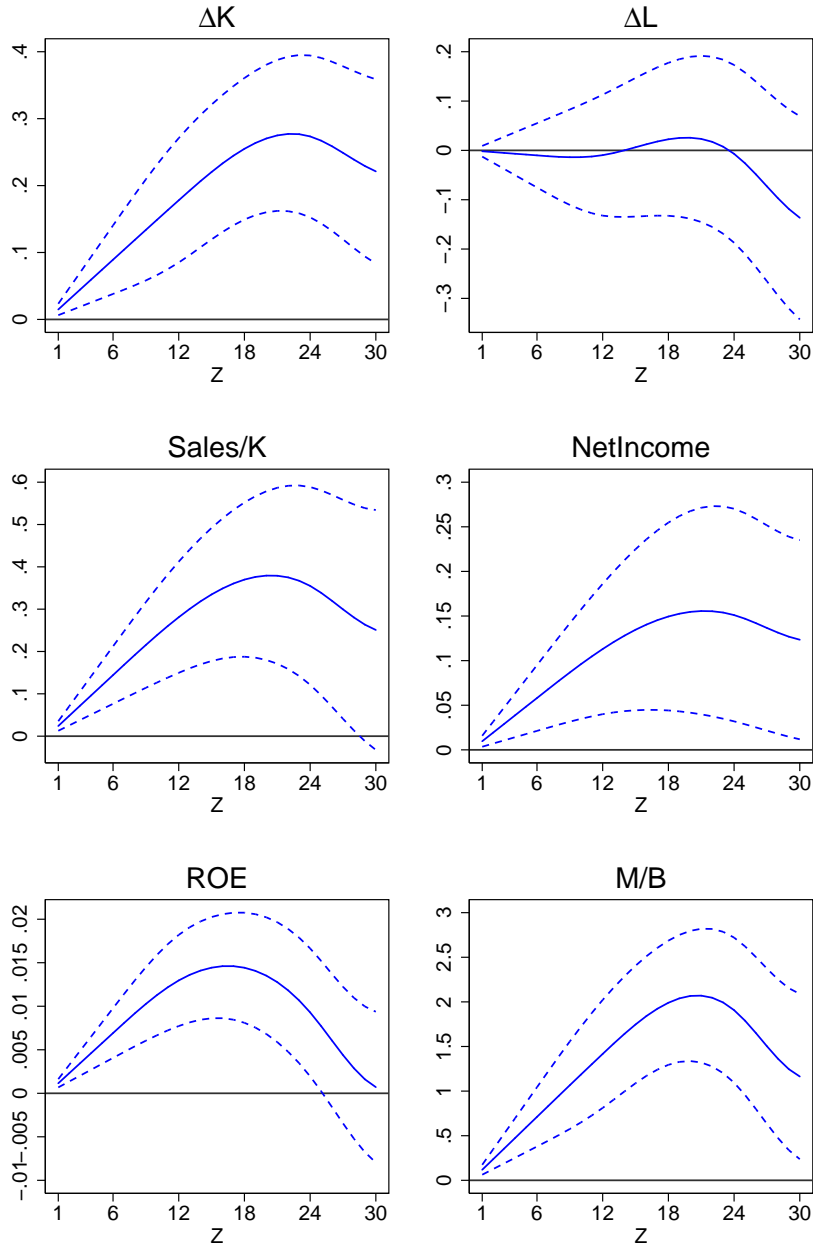 ΔK
.4
.3
.2
.1
0
1 6 12 18 24 30
Z
ΔL
.2
.1
0
−.1
−.2
−.3
1 6 12 18 24 30
Z
Sales/K
.6
.5
.4
.3
.2
.1
0
1 6 12 18 24 30
Z
NetIncome
.3
.25
.2
.15
.1
.05
0
1 6 12 18 24 30
Z
ROE
.02
.015
.01
.005
0
−.005
−.01
1 6 12 18 24 30
Z
M/B
3
2.5
2
1.5
1
.5
0
1 6 12 18 24 30
Z